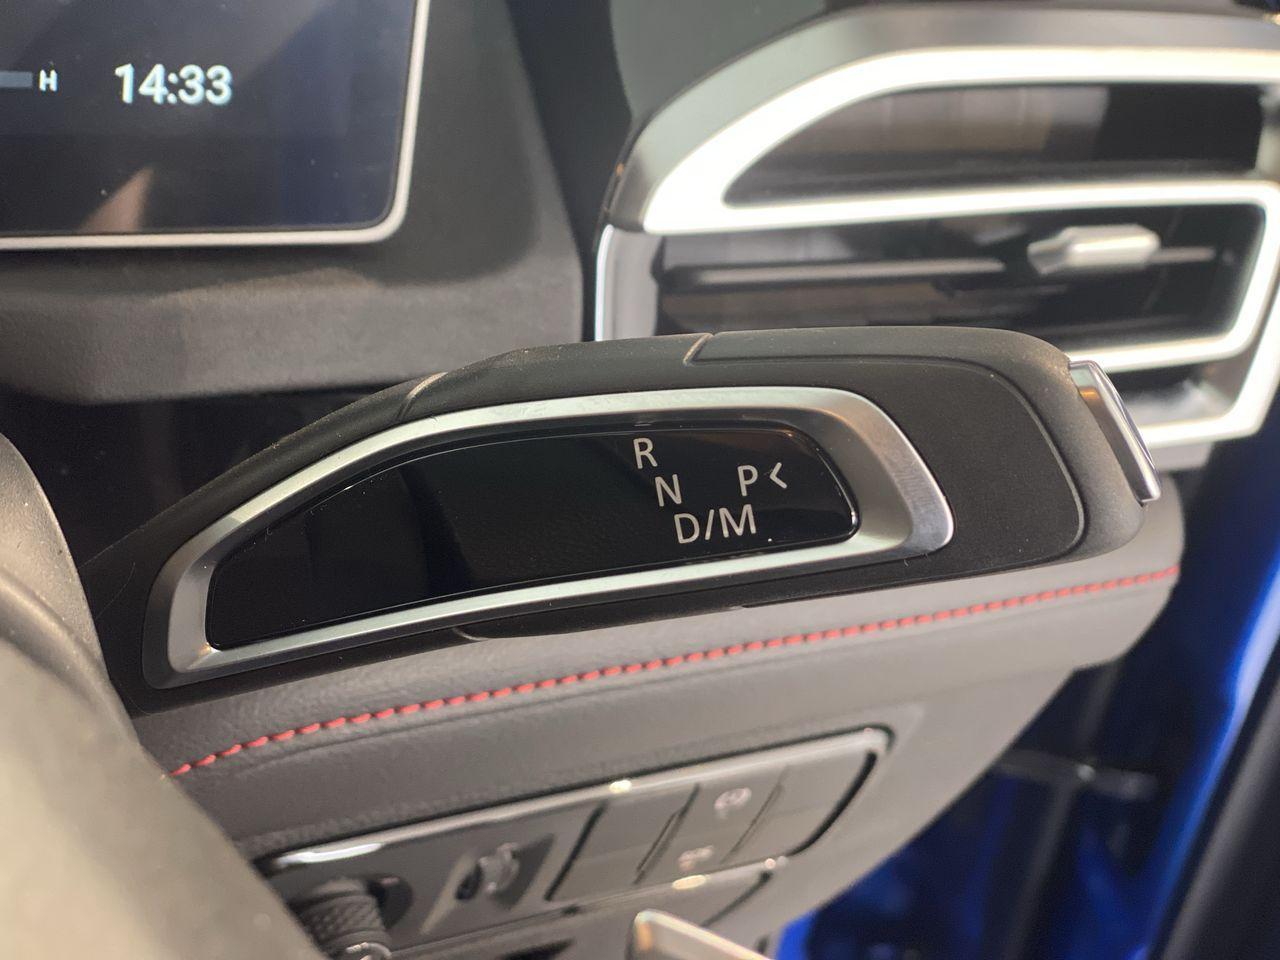 H 14:33
R
N P <
D/M